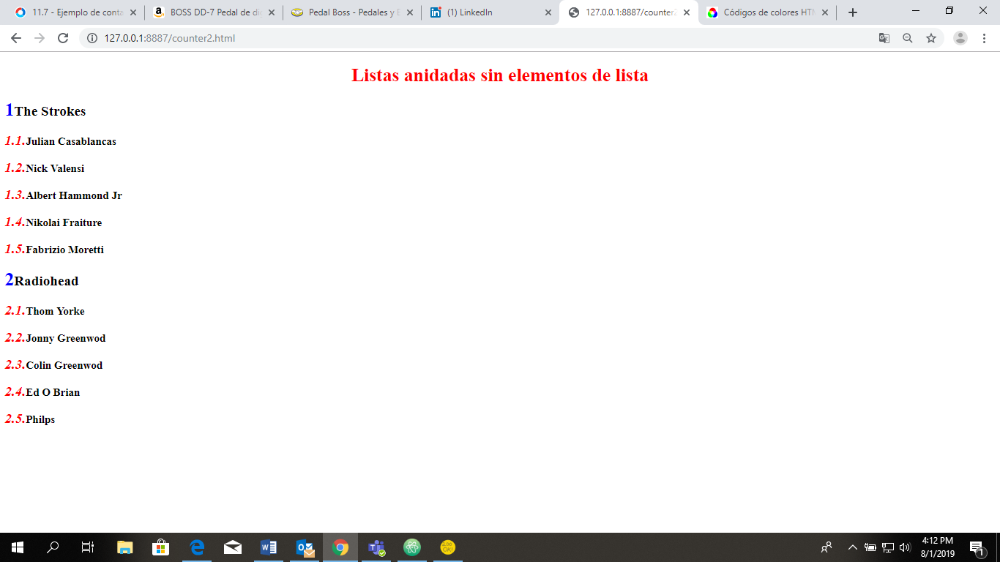 11.7 - Ejemplo de conta
BOSS DD-7 Pedal de di
Pedal Boss - Pedales y E
(1) LinkedIn
127.0.0.1:8887/counter
Códigos de colores HTM
127.0.0.1:8887/counter2.html
Listas anidadas sin elementos de lista
1The Strokes
1.1.Julian Casablancas
1.2.Nick Valensi
1.3.Albert Hammond Jr
1.4.Nikolai Fraiture
1.5.Fabrizio Moretti
2Radiohead
2.1.Thom Yorke
2.2.Jonny Greenwod
2.3.Colin Greenwod
2.4.Ed O Brian
2.5.Philps
4:12 PM
8/1/2019
1